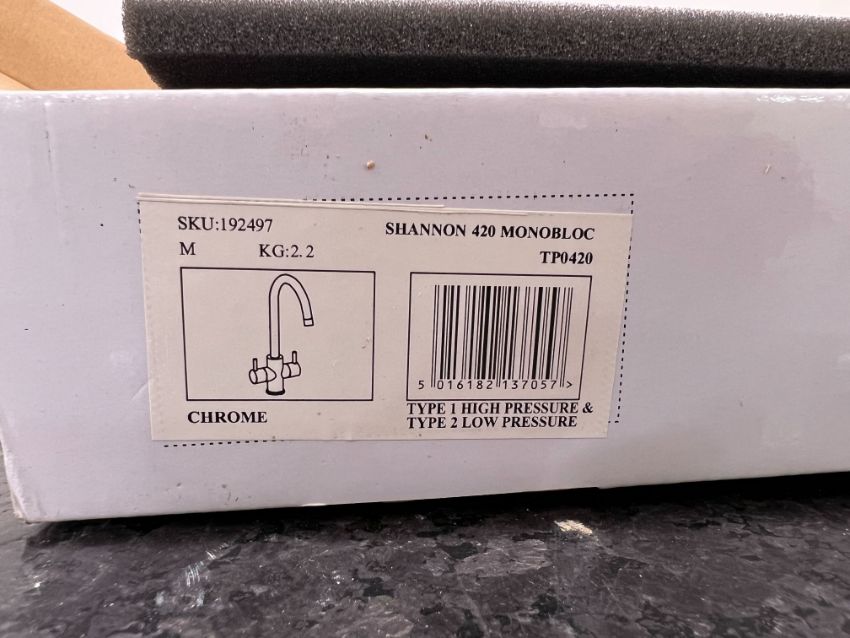 SKU:192497
SHANNON 420 MONOBLOC
M KG:2.2
TP0420
5 016182 137057 >
CHROME
TYPE 1 HIGH PRESSURE &
TYPE 2 LOW PRESSURE